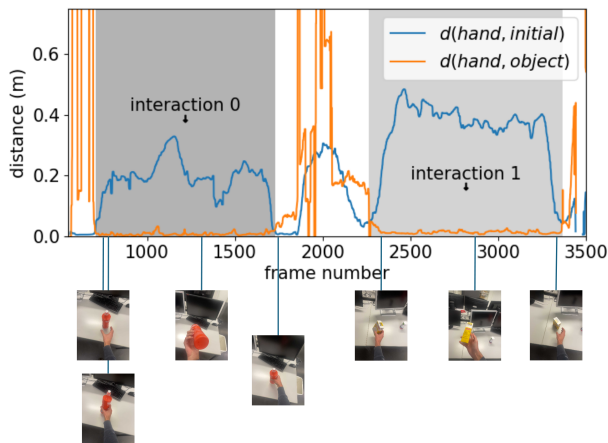 0.6
0.4
0.2
0.0
distance (m)
d(hand, initial)
d(hand, object)
interaction 0
interaction 1
1000 1500 2000 2500 3000 3500
frame number